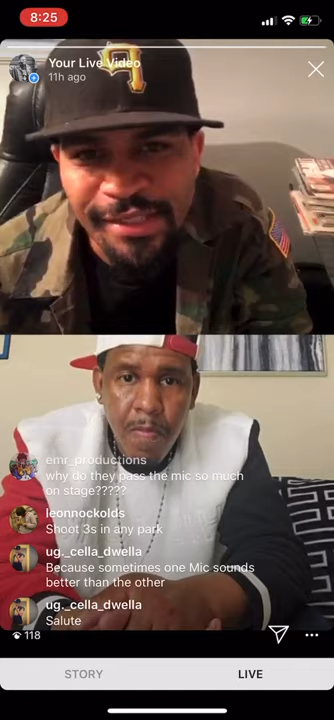 8:25
Your Live Video
11h ago
emr_productions
why do they pass the mic so much
on stage?????
leonnockolds
Shoot 3s in any park
ug._cella_dwella
Because sometimes one Mic sounds
better than the other
ug._cella_dwella
Salute
118
STORY
LIVE